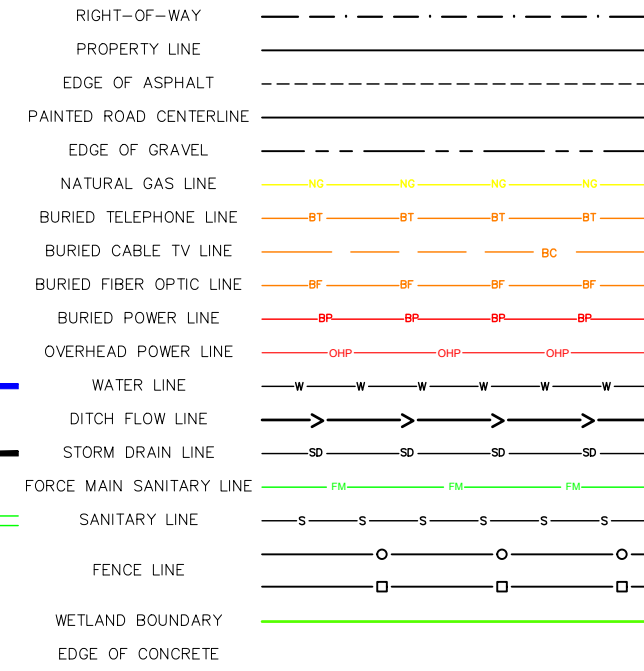 RIGHT-OF-WAY
PROPERTY LINE
EDGE OF ASPHALT
PAINTED ROAD CENTERLINE
EDGE OF GRAVEL
NATURAL GAS LINE NG NG NG NG
BURIED TELEPHONE LINE BT BT BT BT
BURIED CABLE TV LINE BC
BURIED FIBER OPTIC LINE BF BF BF BF
BURIED POWER LINE BP BP BP BP
OVERHEAD POWER LINE OHP OHP OHP
WATER LINE W W W W W W
DITCH FLOW LINE
STORM DRAIN LINE SD SD SD SD
FORCE MAIN SANITARY LINE FM FM FM
SANITARY LINE S S S S S S
FENCE LINE
WETLAND BOUNDARY
EDGE OF CONCRETE